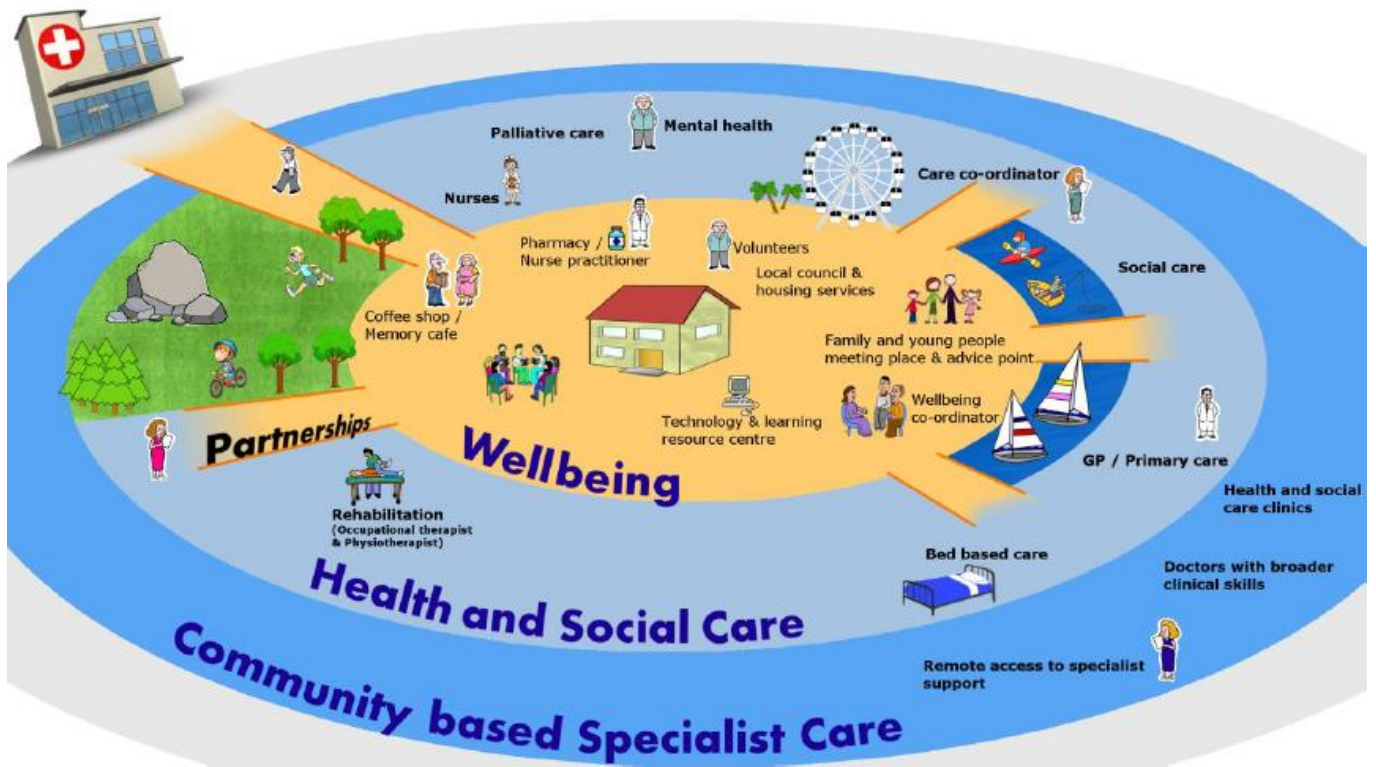 Palliative care
Mental health
Nurses
Care co-ordinator
Pharmacy /
Nurse practitioner
Volunteers
Local council &
housing services
Social care
Coffee shop /
Memory cafe
Family and young people
meeting place & advice point
Technology & learning
resource centre
Wellbeing
co-ordinator
Partnerships
Wellbeing
GP / Primary care
Rehabilitation
(Occupational therapist
& Physiotherapist)
Health and social
care clinics
Bed based care
Doctors with broader
clinical skills
Health and Social Care
Remote access to specialist
support
Community based Specialist Care